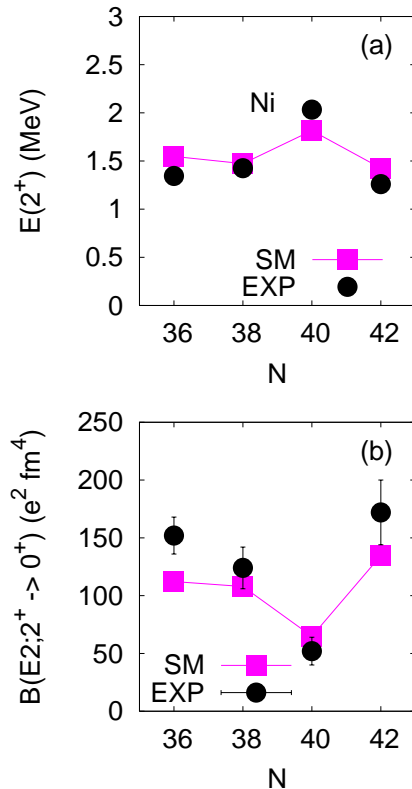 (a)
3
2.5
Ni
2
1.5
1
SM
0.5
EXP
0
36 38 40 42
N
E(2⁺) (MeV)
(b)
250
200
150
100
50
SM
EXP
0
36 38 40 42
N
B(E2;2⁺ -> 0⁺) (e² fm⁴)